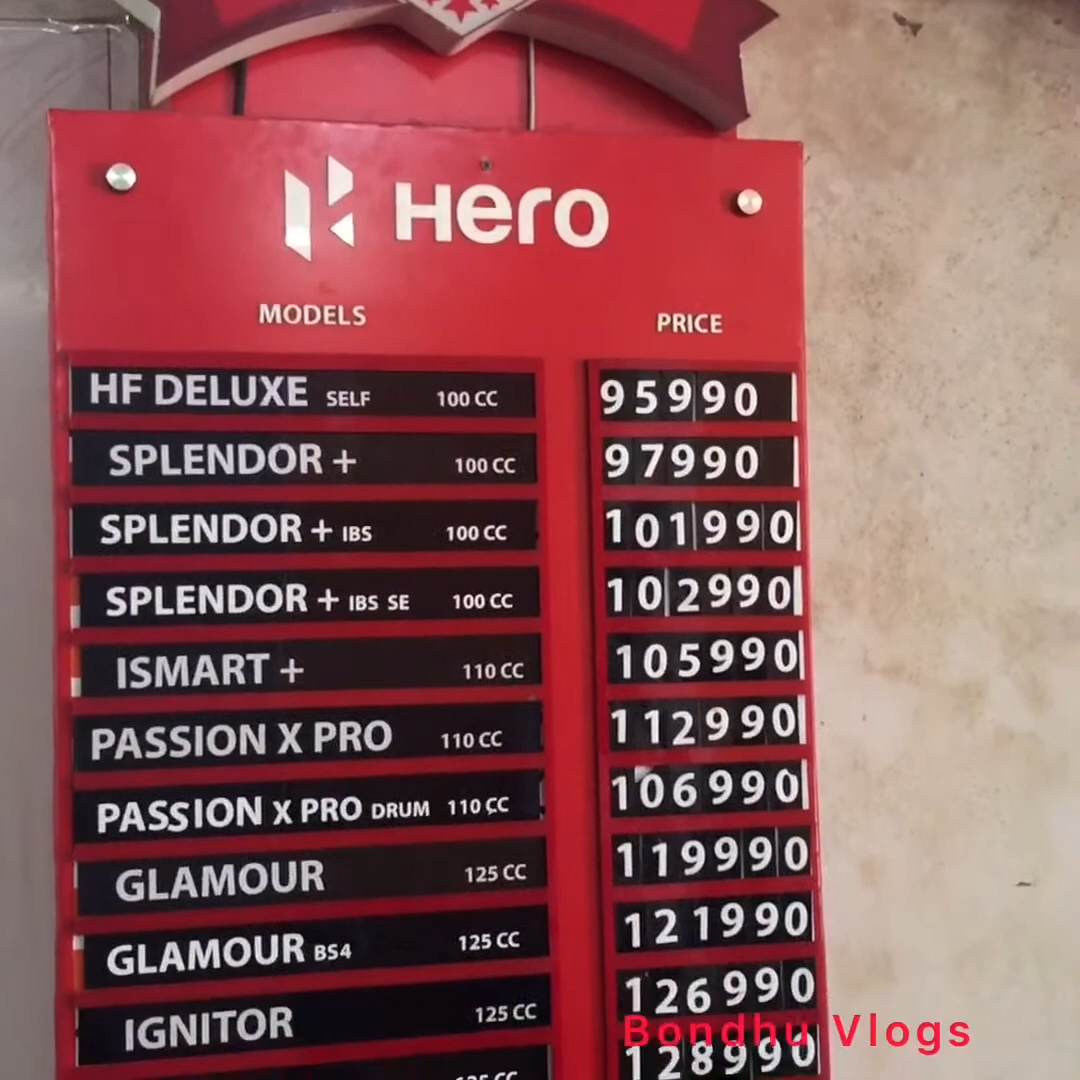 Hero
MODELS PRICE
HF DELUXE SELF 100 CC 95990
SPLENDOR + 100 CC 97990
SPLENDOR + IBS 100 CC 101990
SPLENDOR + IBS SE 100 CC 102990
ISMART + 110 CC 105990
PASSION X PRO 110 CC 112990
PASSION X PRO DRUM 110 CC 106990
GLAMOUR 125 CC 119990
GLAMOUR BS4 125 CC 121990
IGNITOR 125 CC 126990
125 CC 128990
Bondhu Vlogs